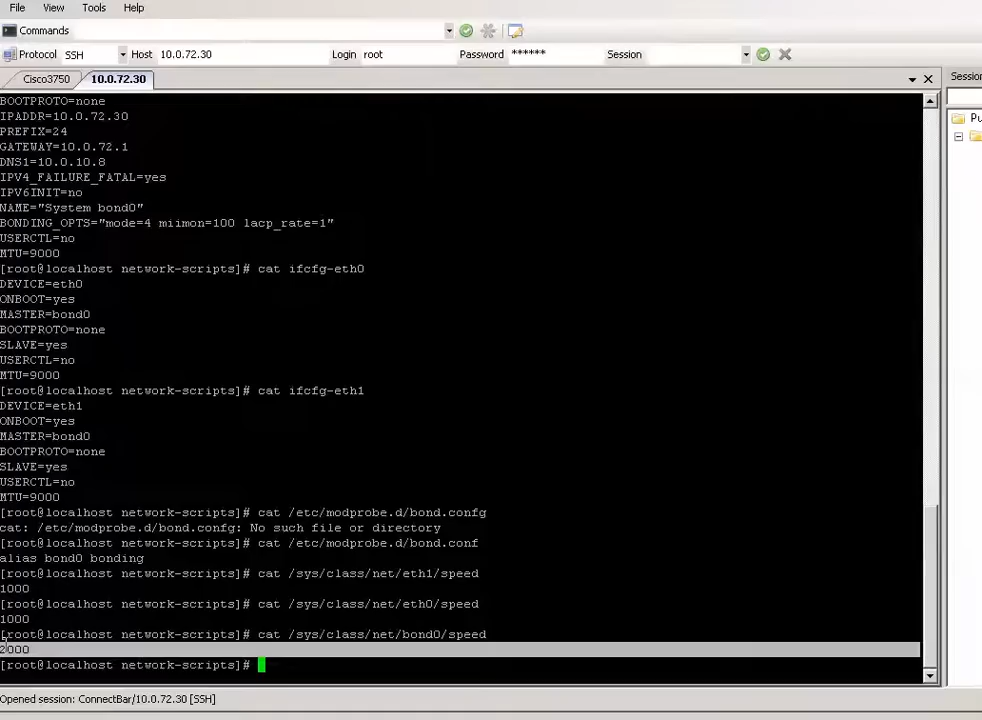 File View Tools Help
Commands
Protocol SSH Host 10.0.72.30 Login root Password ****** Session
Cisco3750 10.0.72.30 Session
BOOTPROTO=none
IPADDR=10.0.72.30
PREFIX=24
GATEWAY=10.0.72.1
DNS1=10.0.10.8
IPV4_FAILURE_FATAL=yes
IPV6INIT=no
NAME="System bond0"
BONDING_OPTS="mode=4 miimon=100 lacp_rate=1"
USERCTL=no
MTU=9000
[root@localhost network-scripts]# cat ifcfg-eth0
DEVICE=eth0
ONBOOT=yes
MASTER=bond0
BOOTPROTO=none
SLAVE=yes
USERCTL=no
MTU=9000
[root@localhost network-scripts]# cat ifcfg-eth1
DEVICE=eth1
ONBOOT=yes
MASTER=bond0
BOOTPROTO=none
SLAVE=yes
USERCTL=no
MTU=9000
[root@localhost network-scripts]# cat /etc/modprobe.d/bond.confg
cat: /etc/modprobe.d/bond.confg: No such file or directory
[root@localhost network-scripts]# cat /etc/modprobe.d/bond.conf
alias bond0 bonding
[root@localhost network-scripts]# cat /sys/class/net/eth1/speed
1000
[root@localhost network-scripts]# cat /sys/class/net/eth0/speed
1000
[root@localhost network-scripts]# cat /sys/class/net/bond0/speed
2000
[root@localhost network-scripts]#
Opened session: ConnectBar/10.0.72.30 [SSH]